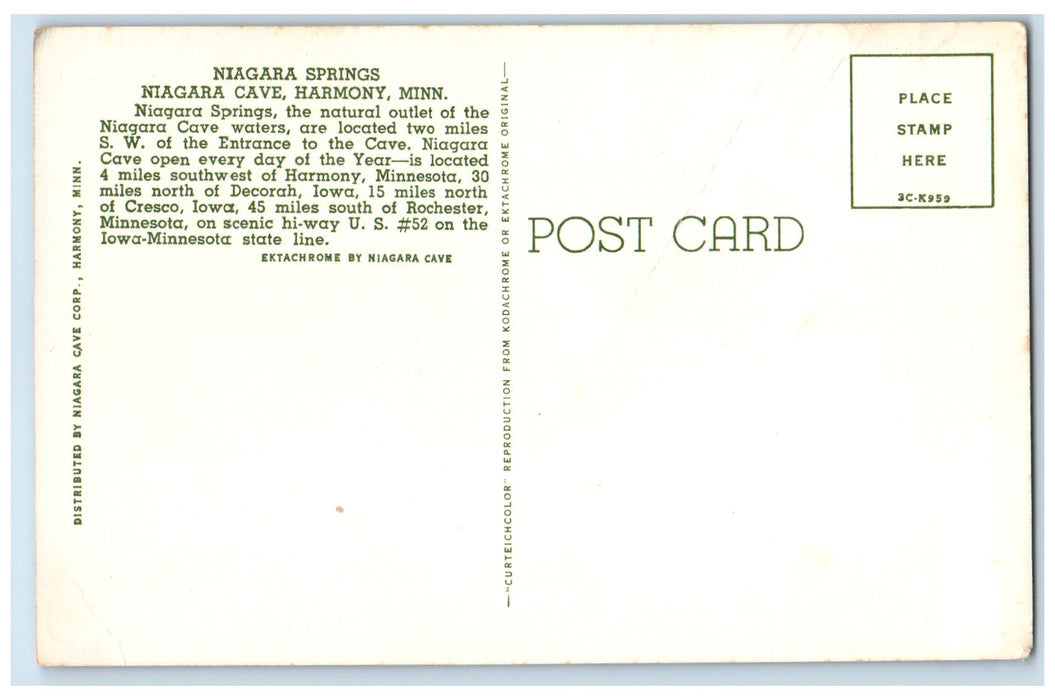 NIAGARA SPRINGS
NIAGARA CAVE, HARMONY, MINN.
Niagara Springs, the natural outlet of the
Niagara Cave waters, are located two miles
S. W. of the Entrance to the Cave. Niagara
Cave open every day of the Year—is located
4 miles southwest of Harmony, Minnesota, 30
miles north of Decorah, Iowa, 15 miles north
of Cresco, Iowa, 45 miles south of Rochester,
Minnesota, on scenic hi-way U. S. #52 on the
Iowa-Minnesota state line.
EKTACHROME BY NIAGARA CAVE
DISTRIBUTED BY NIAGARA CAVE CORP., HARMONY, MINN.
—"CURTEICHCOLOR" REPRODUCTION FROM KODACHROME OR EKTACHROME ORIGINAL—
POST CARD
PLACE
STAMP
HERE
3C-K959